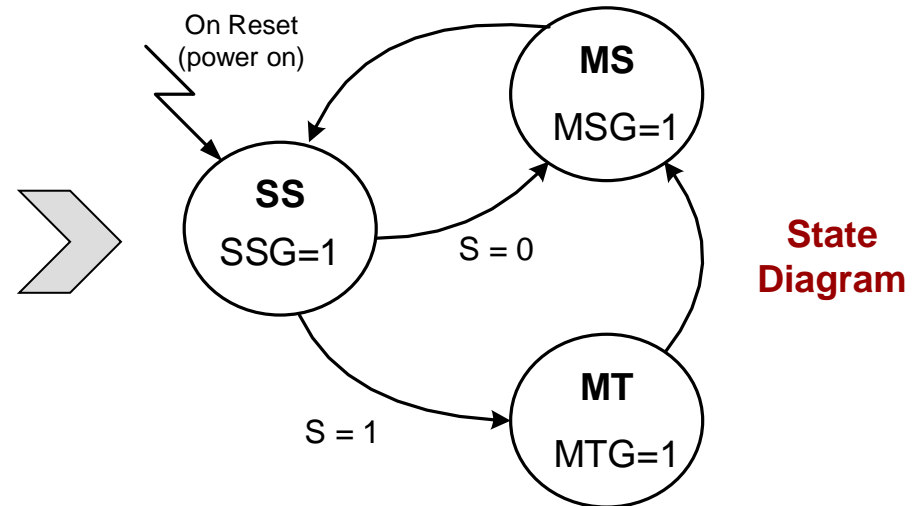 On Reset
(power on)
MS
MSG=1
SS
SSG=1
S = 0
State
Diagram
MT
MTG=1
S = 1